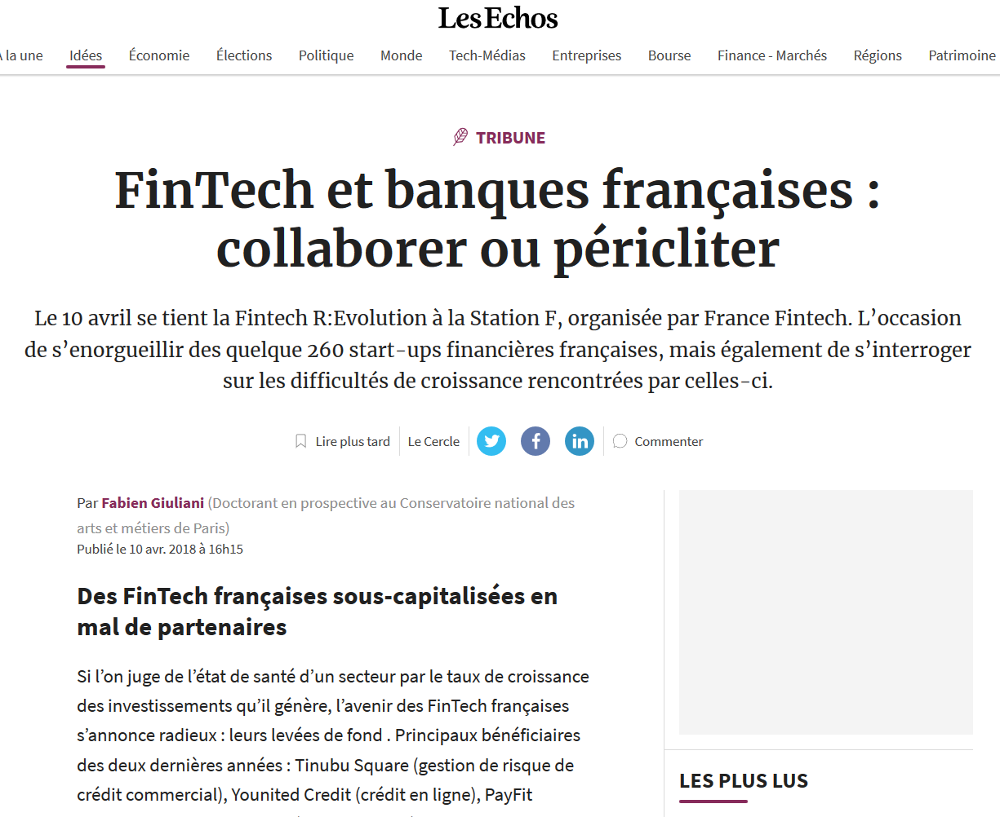 Les Echos
A la une Idées Économie Élections Politique Monde Tech-Médias Entreprises Bourse Finance - Marchés Régions Patrimoine
TRIBUNE
FinTech et banques françaises :
collaborer ou péricliter
Le 10 avril se tient la Fintech R:Evolution à la Station F, organisée par France Fintech. L’occasion
de s’enorgueillir des quelque 260 start-ups financières françaises, mais également de s’interroger
sur les difficultés de croissance rencontrées par celles-ci.
Lire plus tard Le Cercle Commenter
Par Fabien Giuliani (Doctorant en prospective au Conservatoire national des
arts et métiers de Paris)
Publié le 10 avr. 2018 à 16h15
Des FinTech françaises sous-capitalisées en
mal de partenaires
Si l’on juge de l’état de santé d’un secteur par le taux de croissance
des investissements qu’il génère, l’avenir des FinTech françaises
s’annonce radieux : leurs levées de fond . Principaux bénéficiaires
des deux dernières années : Tinubu Square (gestion de risque de
crédit commercial), Younited Credit (crédit en ligne), PayFit
LES PLUS LUS